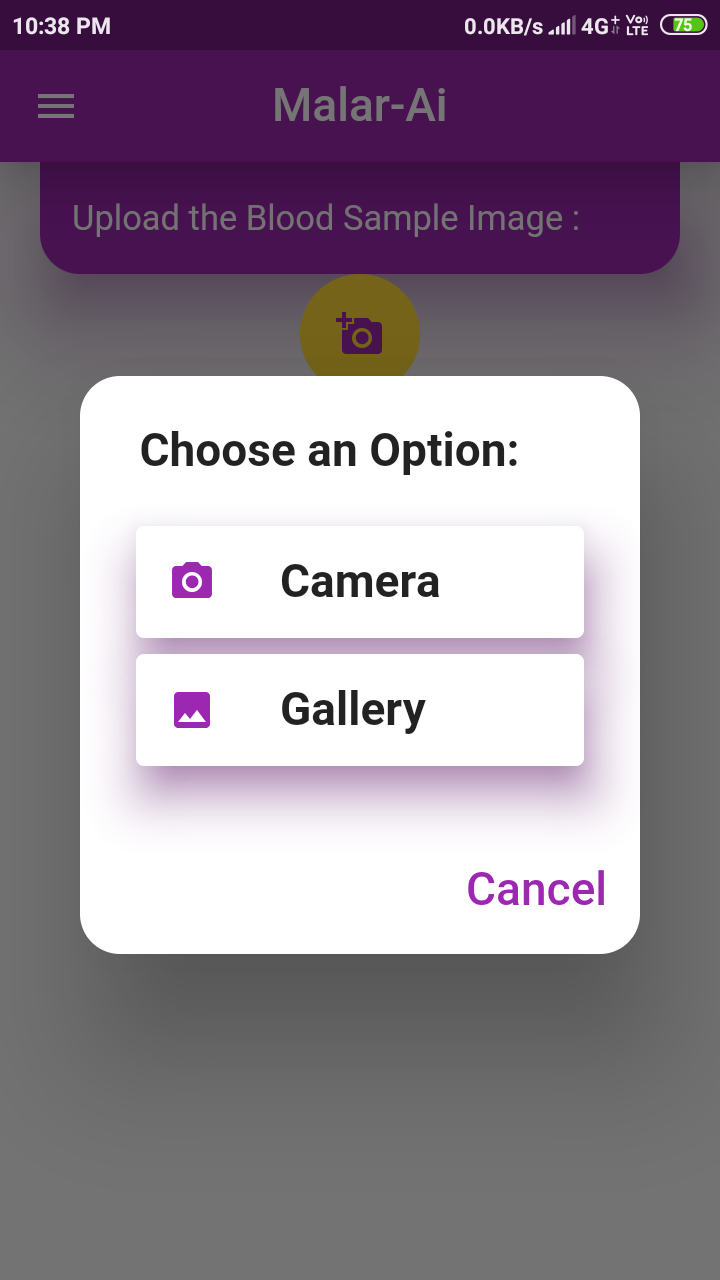 10:38 PM 0.0KB/s 4G+ Vo) LTE 75
Malar-Ai
Upload the Blood Sample Image :
Choose an Option:
Camera
Gallery
Cancel